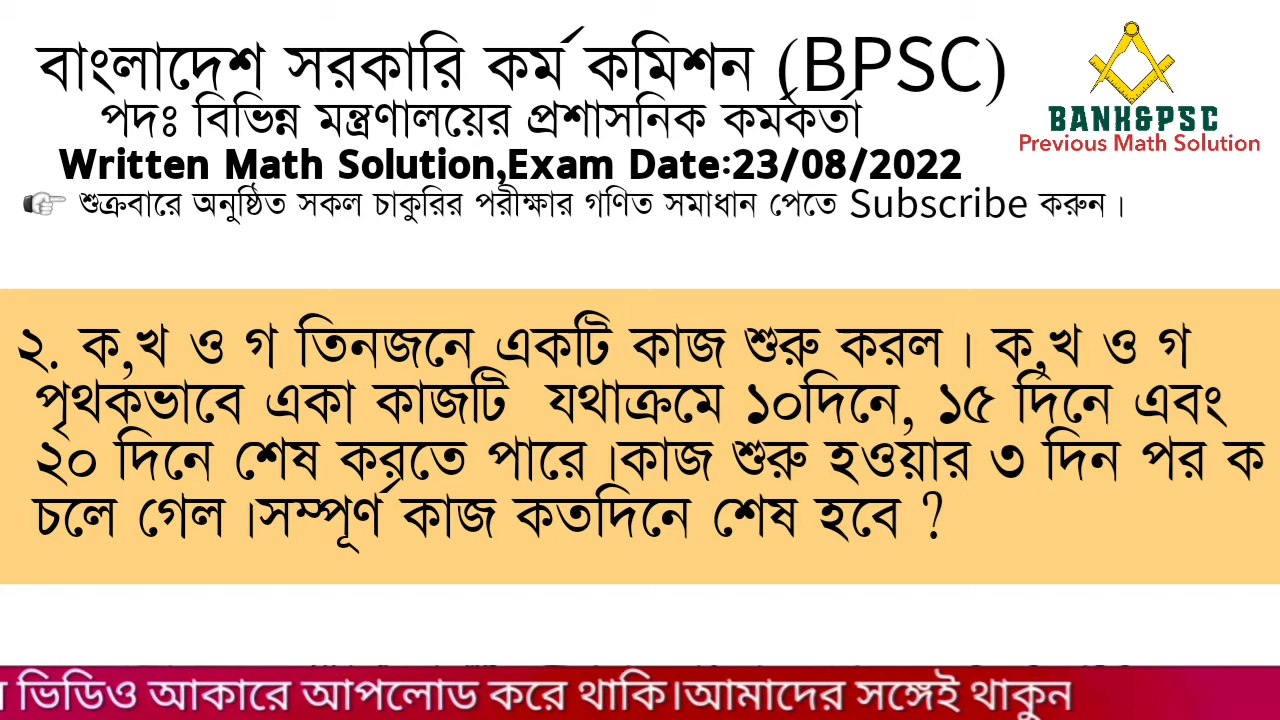 বাংলাদেশ সরকারি কর্ম কমিশন (BPSC)
পদঃ বিভিন্ন মন্ত্রণালয়ের প্রশাসনিক কর্মকর্তা
Written Math Solution,Exam Date:23/08/2022
👉 শুক্রবারে অনুষ্ঠিত সকল চাকুরির পরীক্ষার গণিত সমাধান পেতে Subscribe করুন।
BANK&PSC
Previous Math Solution
২. ক,খ ও গ তিনজনে একটি কাজ শুরু করল। ক,খ ও গ
পৃথকভাবে একা কাজটি যথাক্রমে ১০দিনে, ১৫ দিনে এবং
২০ দিনে শেষ করতে পারে।কাজ শুরু হওয়ার ৩ দিন পর ক
চলে গেল।সম্পূর্ণ কাজ কতদিনে শেষ হবে ?
ভিডিও আকারে আপলোড করে থাকি।আমাদের সঙ্গেই থাকুন